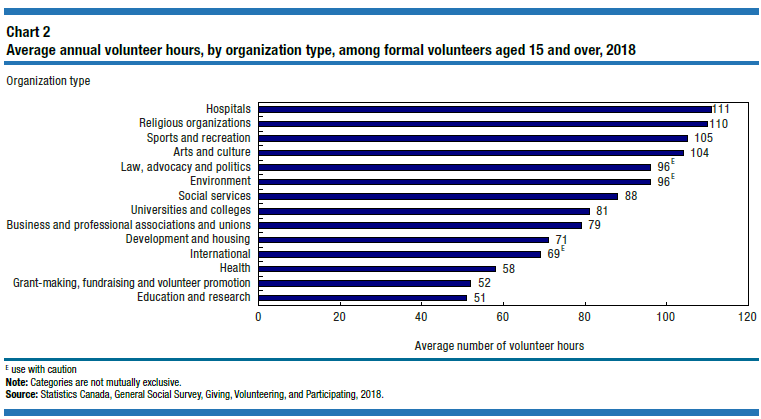 Chart 2
Average annual volunteer hours, by organization type, among formal volunteers aged 15 and over, 2018
Organization type
Hospitals 111
Religious organizations 110
Sports and recreation 105
Arts and culture 104
Law, advocacy and politics 96 E
Environment 96 E
Social services 88
Universities and colleges 81
Business and professional associations and unions 79
Development and housing 71
International 69 E
Health 58
Grant-making, fundraising and volunteer promotion 52
Education and research 51
0 20 40 60 80 100 120
Average number of volunteer hours
E use with caution
Note: Categories are not mutually exclusive.
Source: Statistics Canada, General Social Survey, Giving, Volunteering, and Participating, 2018.